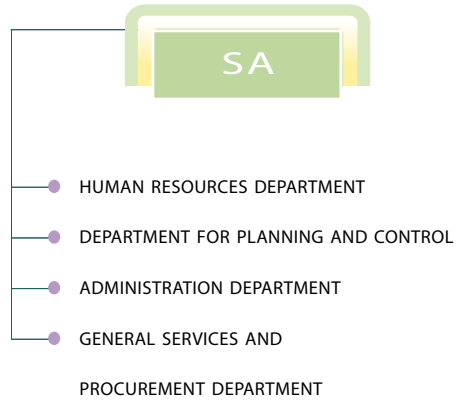 SA
HUMAN RESOURCES DEPARTMENT
DEPARTMENT FOR PLANNING AND CONTROL
ADMINISTRATION DEPARTMENT
GENERAL SERVICES AND
PROCUREMENT DEPARTMENT